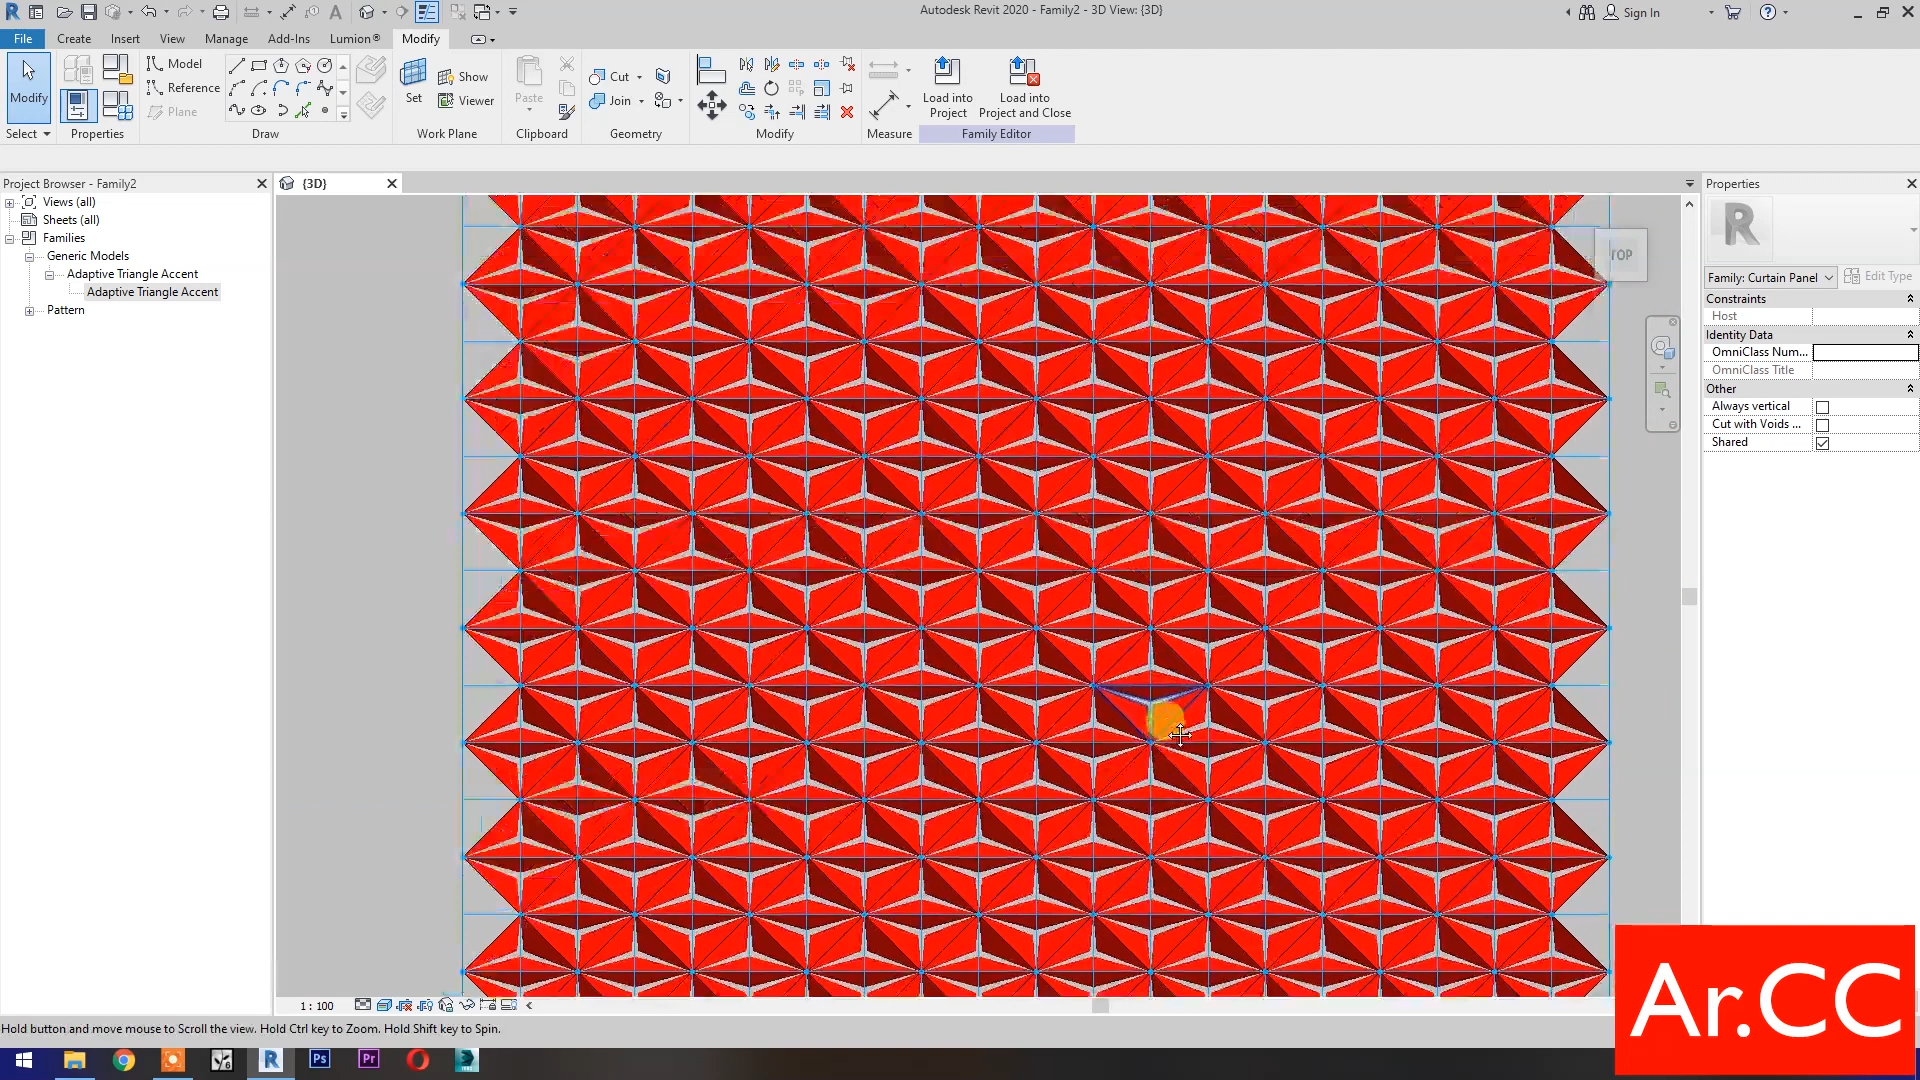 Autodesk Revit 2020 - Family2 - 3D View: {3D}
Sign In
File Create Insert View Manage Add-Ins Lumion® Modify
Modify
Select
Properties
Model
Reference
Plane
Draw
Set
Show
Viewer
Work Plane
Paste
Clipboard
Cut
Join
Geometry
Modify
Measure
Load into
Project
Load into
Project and Close
Family Editor
Project Browser - Family2
Views (all)
Sheets (all)
Families
Generic Models
Adaptive Triangle Accent
Adaptive Triangle Accent
Pattern
{3D}
TOP
Properties
Family: Curtain Panel
Edit Type
Constraints
Host
Identity Data
OmniClass Num...
OmniClass Title
Other
Always vertical
Cut with Voids ...
Shared
1 : 100
Hold button and move mouse to Scroll the view. Hold Ctrl key to Zoom. Hold Shift key to Spin.
Ar.CC
R
Ps
Pr